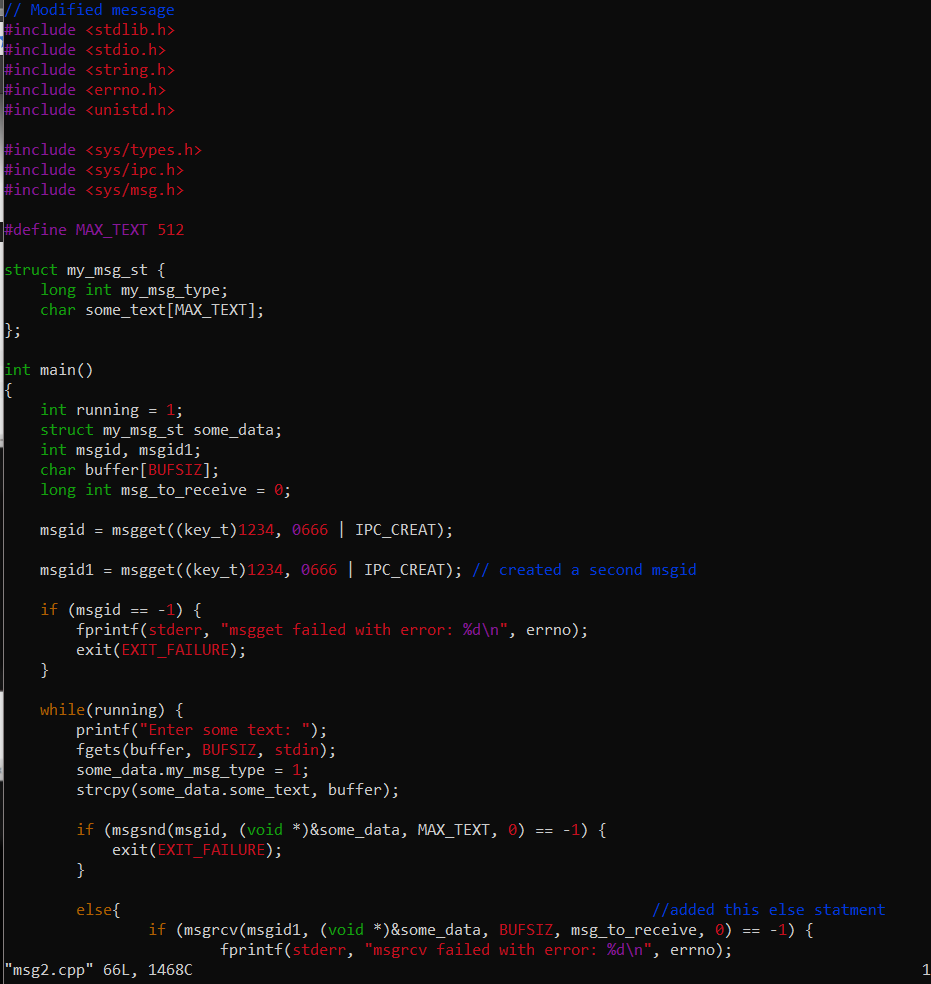 // Modified message
#include <stdlib.h>
#include <stdio.h>
#include <string.h>
#include <errno.h>
#include <unistd.h>

#include <sys/types.h>
#include <sys/ipc.h>
#include <sys/msg.h>

#define MAX_TEXT 512

struct my_msg_st {
    long int my_msg_type;
    char some_text[MAX_TEXT];
};

int main()
{
    int running = 1;
    struct my_msg_st some_data;
    int msgid, msgid1;
    char buffer[BUFSIZ];
    long int msg_to_receive = 0;

    msgid = msgget((key_t)1234, 0666 | IPC_CREAT);

    msgid1 = msgget((key_t)1234, 0666 | IPC_CREAT); // created a second msgid

    if (msgid == -1) {
        fprintf(stderr, "msgget failed with error: %d\n", errno);
        exit(EXIT_FAILURE);
    }

    while(running) {
        printf("Enter some text: ");
        fgets(buffer, BUFSIZ, stdin);
        some_data.my_msg_type = 1;
        strcpy(some_data.some_text, buffer);

        if (msgsnd(msgid, (void *)&some_data, MAX_TEXT, 0) == -1) {
            exit(EXIT_FAILURE);
        }

        else{                                                           //added this else statment
                if (msgrcv(msgid1, (void *)&some_data, BUFSIZ, msg_to_receive, 0) == -1) {
                        fprintf(stderr, "msgrcv failed with error: %d\n", errno);
"msg2.cpp" 66L, 1468C 1